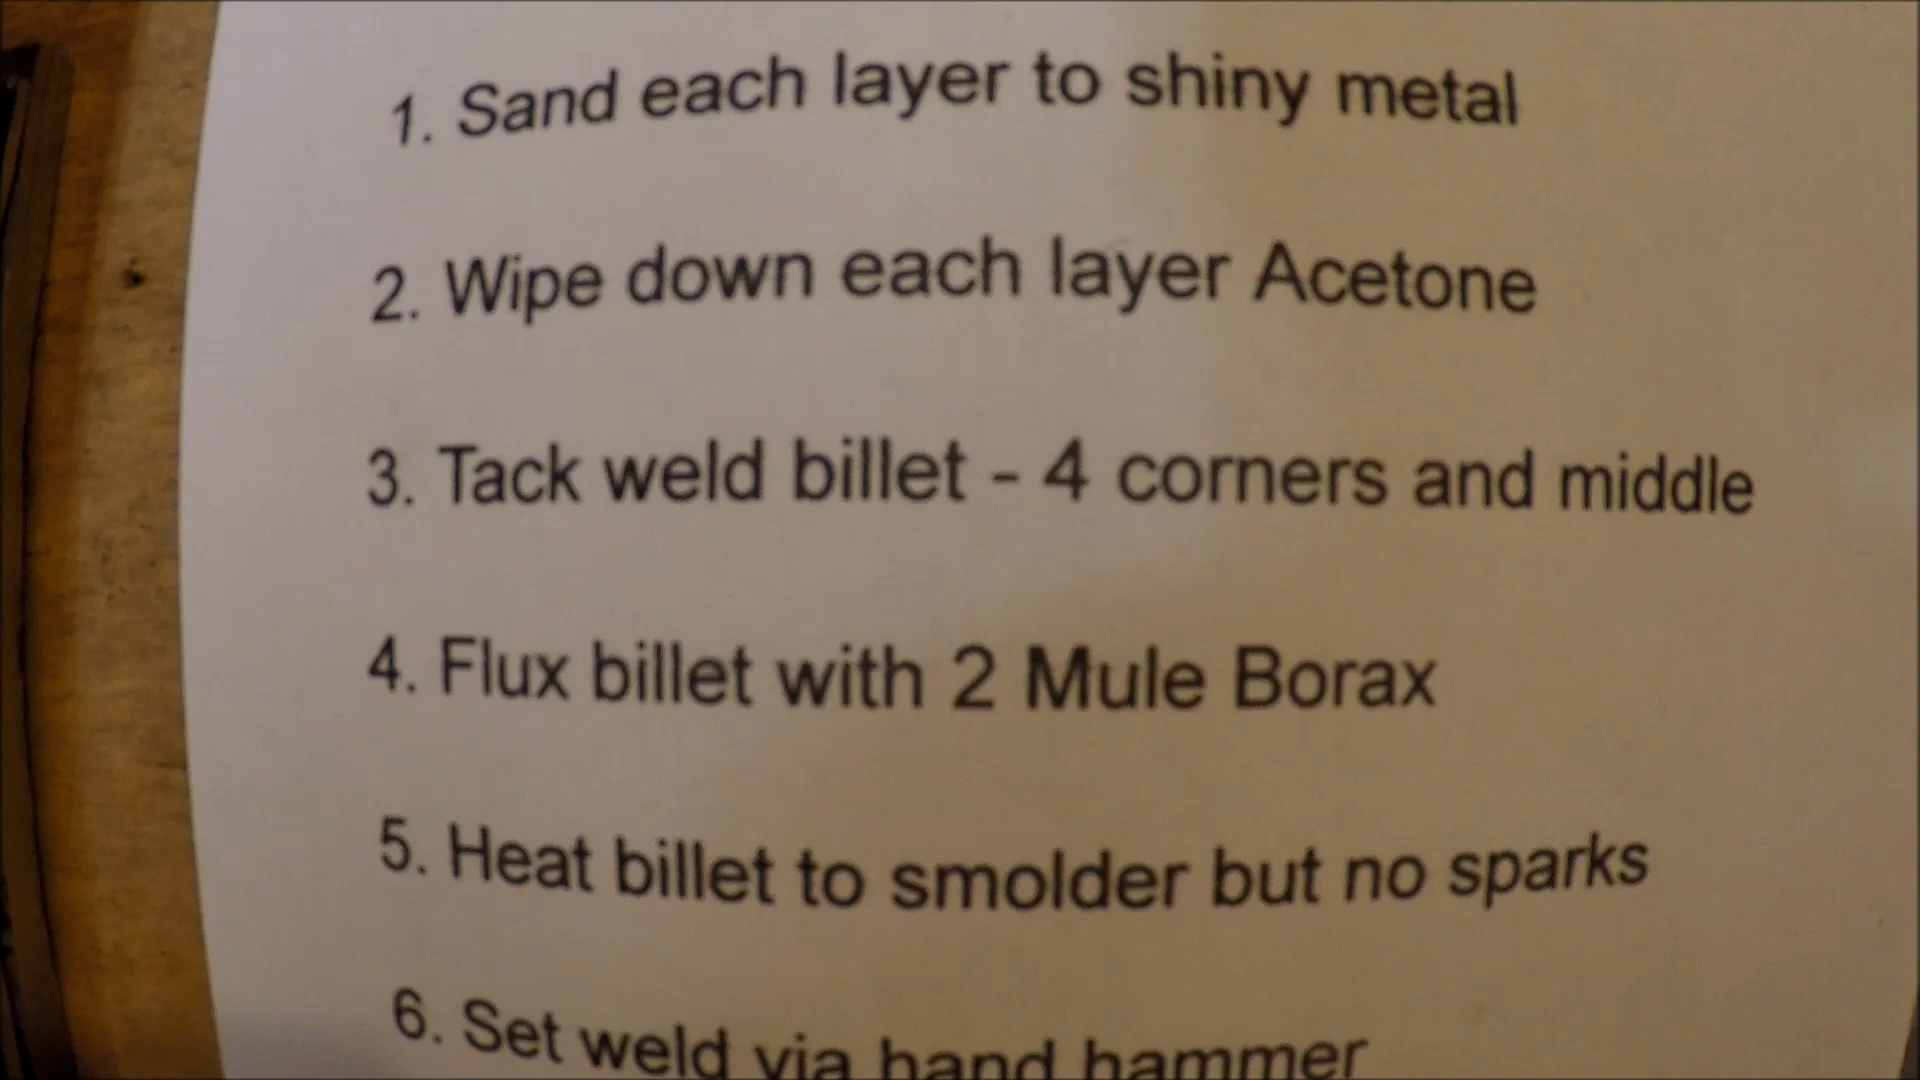 1. Sand each layer to shiny metal
2. Wipe down each layer Acetone
3. Tack weld billet - 4 corners and middle
4. Flux billet with 2 Mule Borax
5. Heat billet to smolder but no sparks
6. Set weld via hand hammer